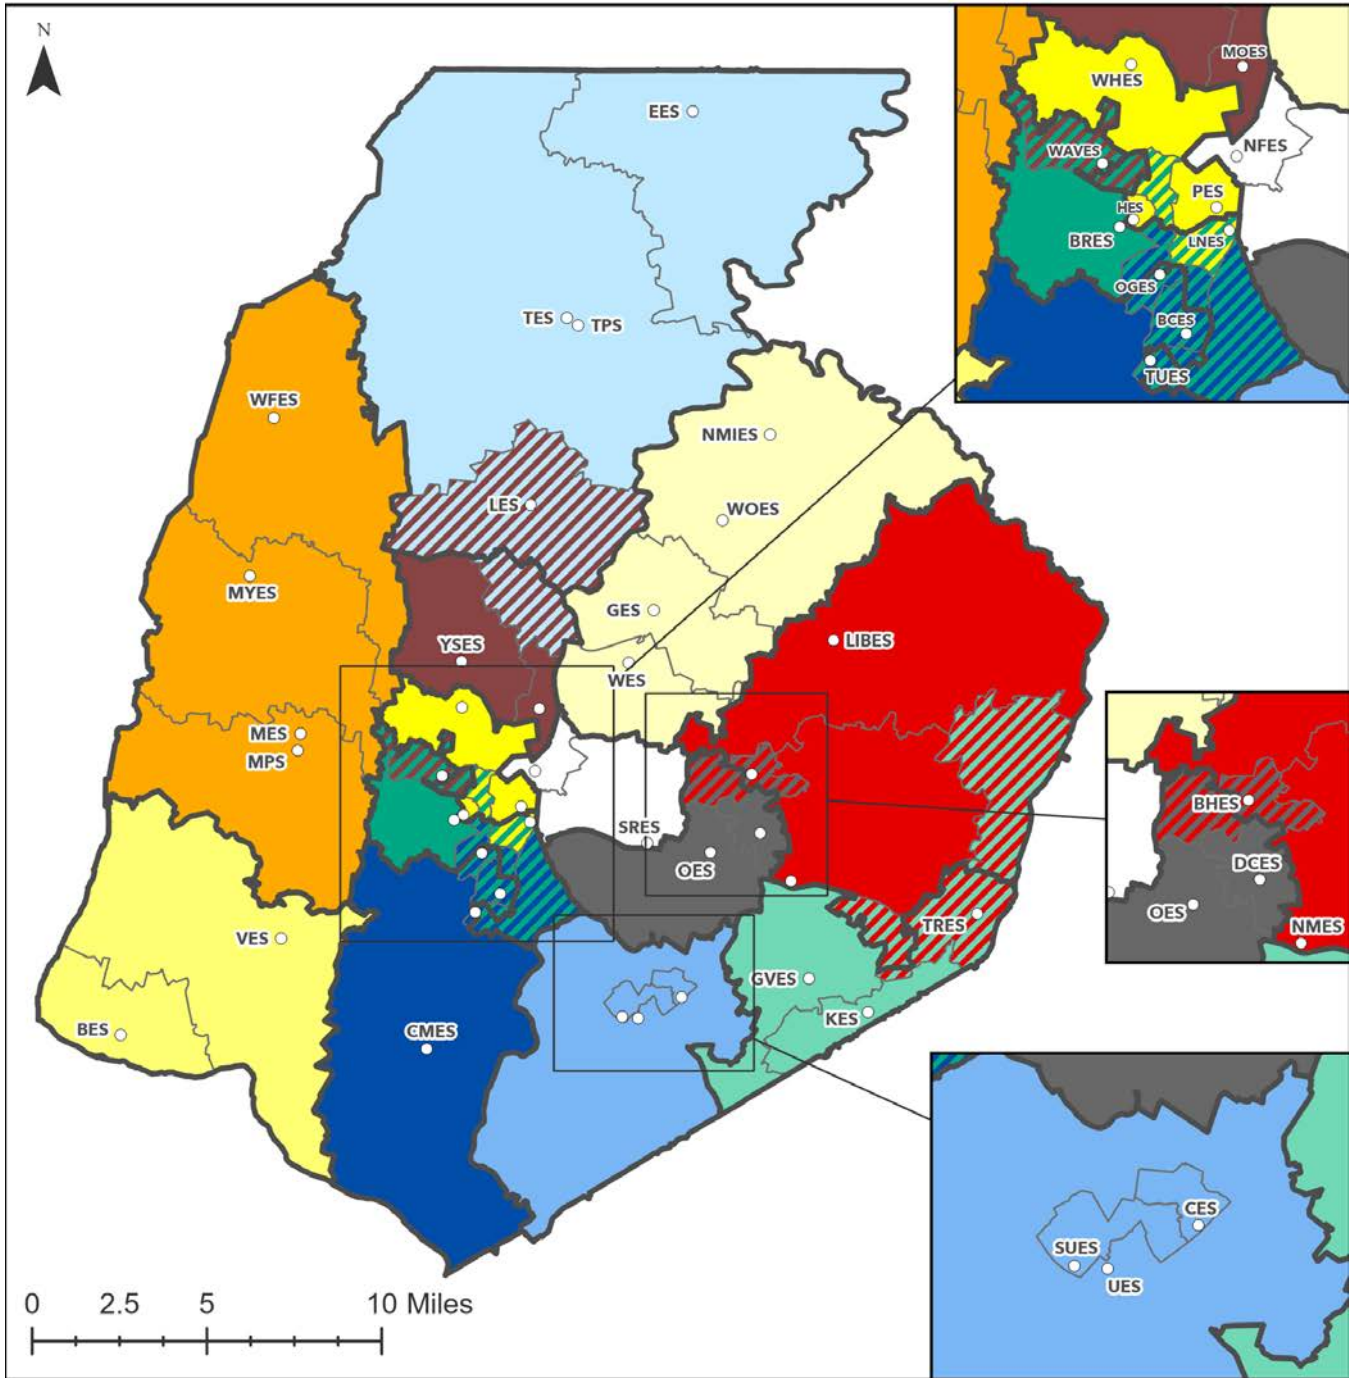 N
EES
TES
TPS
WFES
NMIES
LES
WOES
MYES
GES
YSES
LIBES
WES
MES
MPS
SRES
OES
TRES
VES
GVES
KES
BES
CMES
0 2.5 5 10 Miles
MOES
WHES
NFES
WAVES
PES
HES
BRES
LNES
OGES
BCES
TUES
BHES
DCES
OES
NMES
CES
SUES
UES